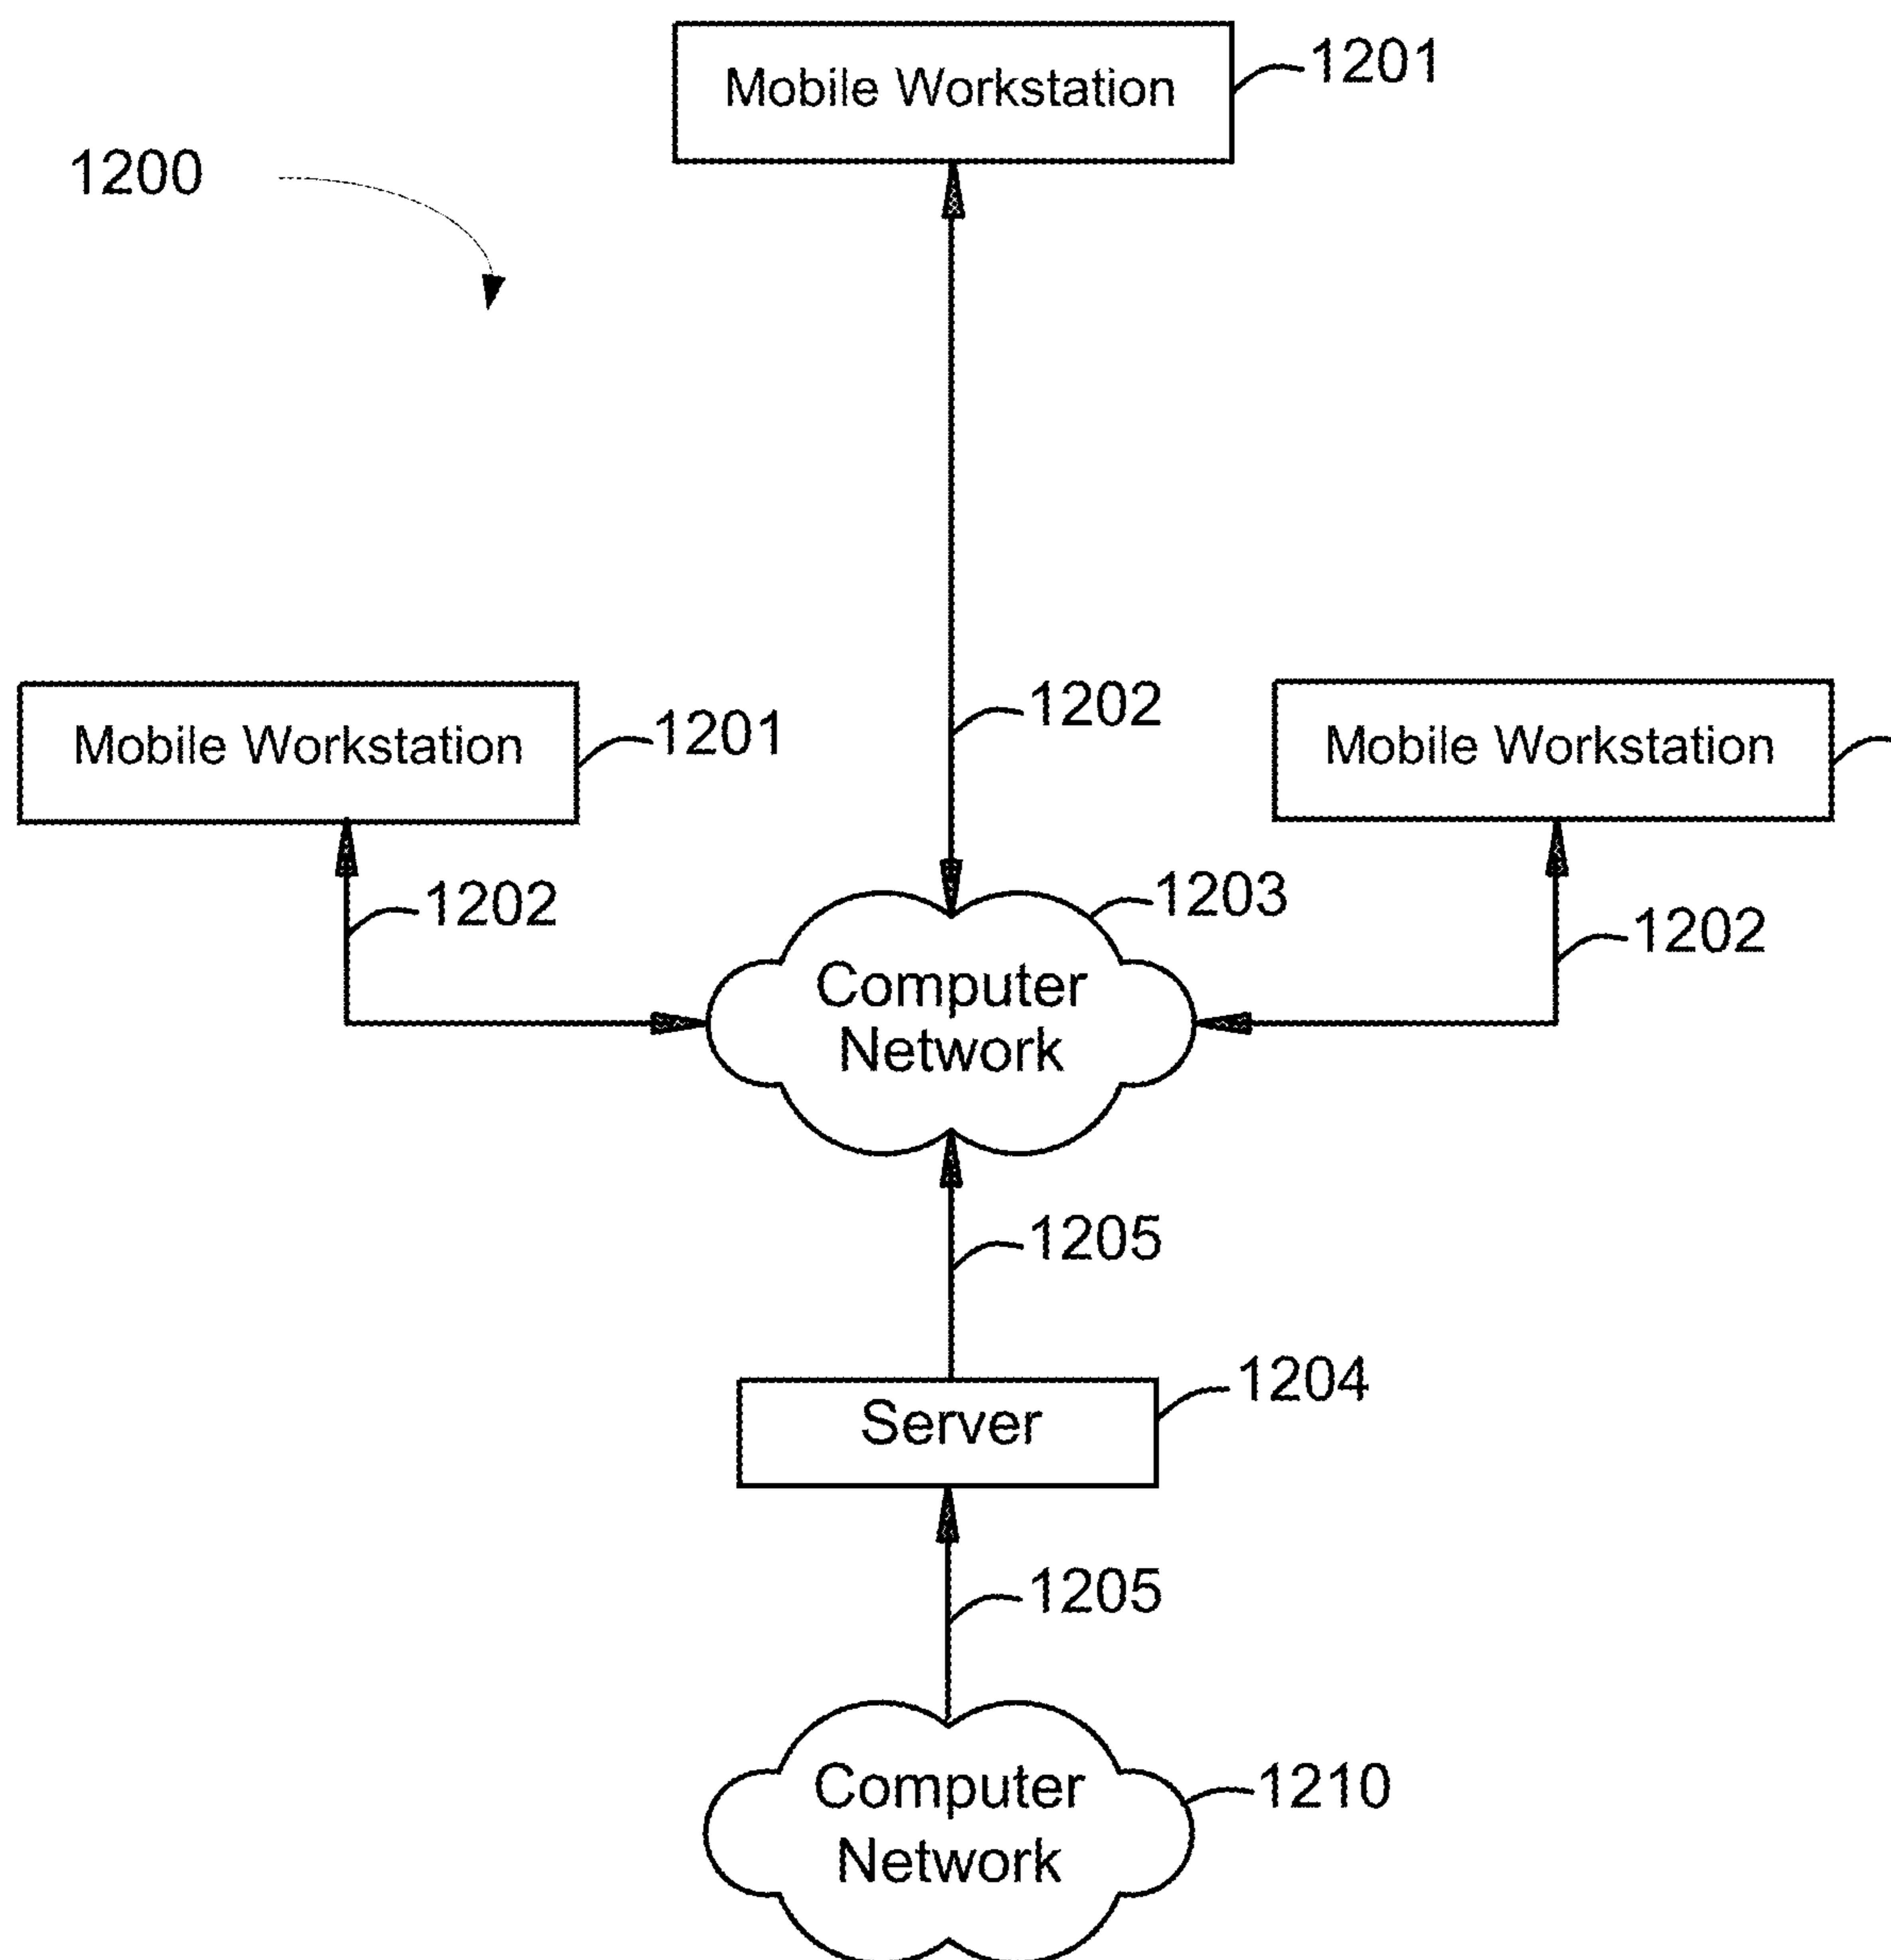 Mobile Workstation
1201
1200
1202
Mobile Workstation
1201
Mobile Workstation
1202
1203
1202
Computer
Network
1205
1204
Server
1205
Computer
Network
1210